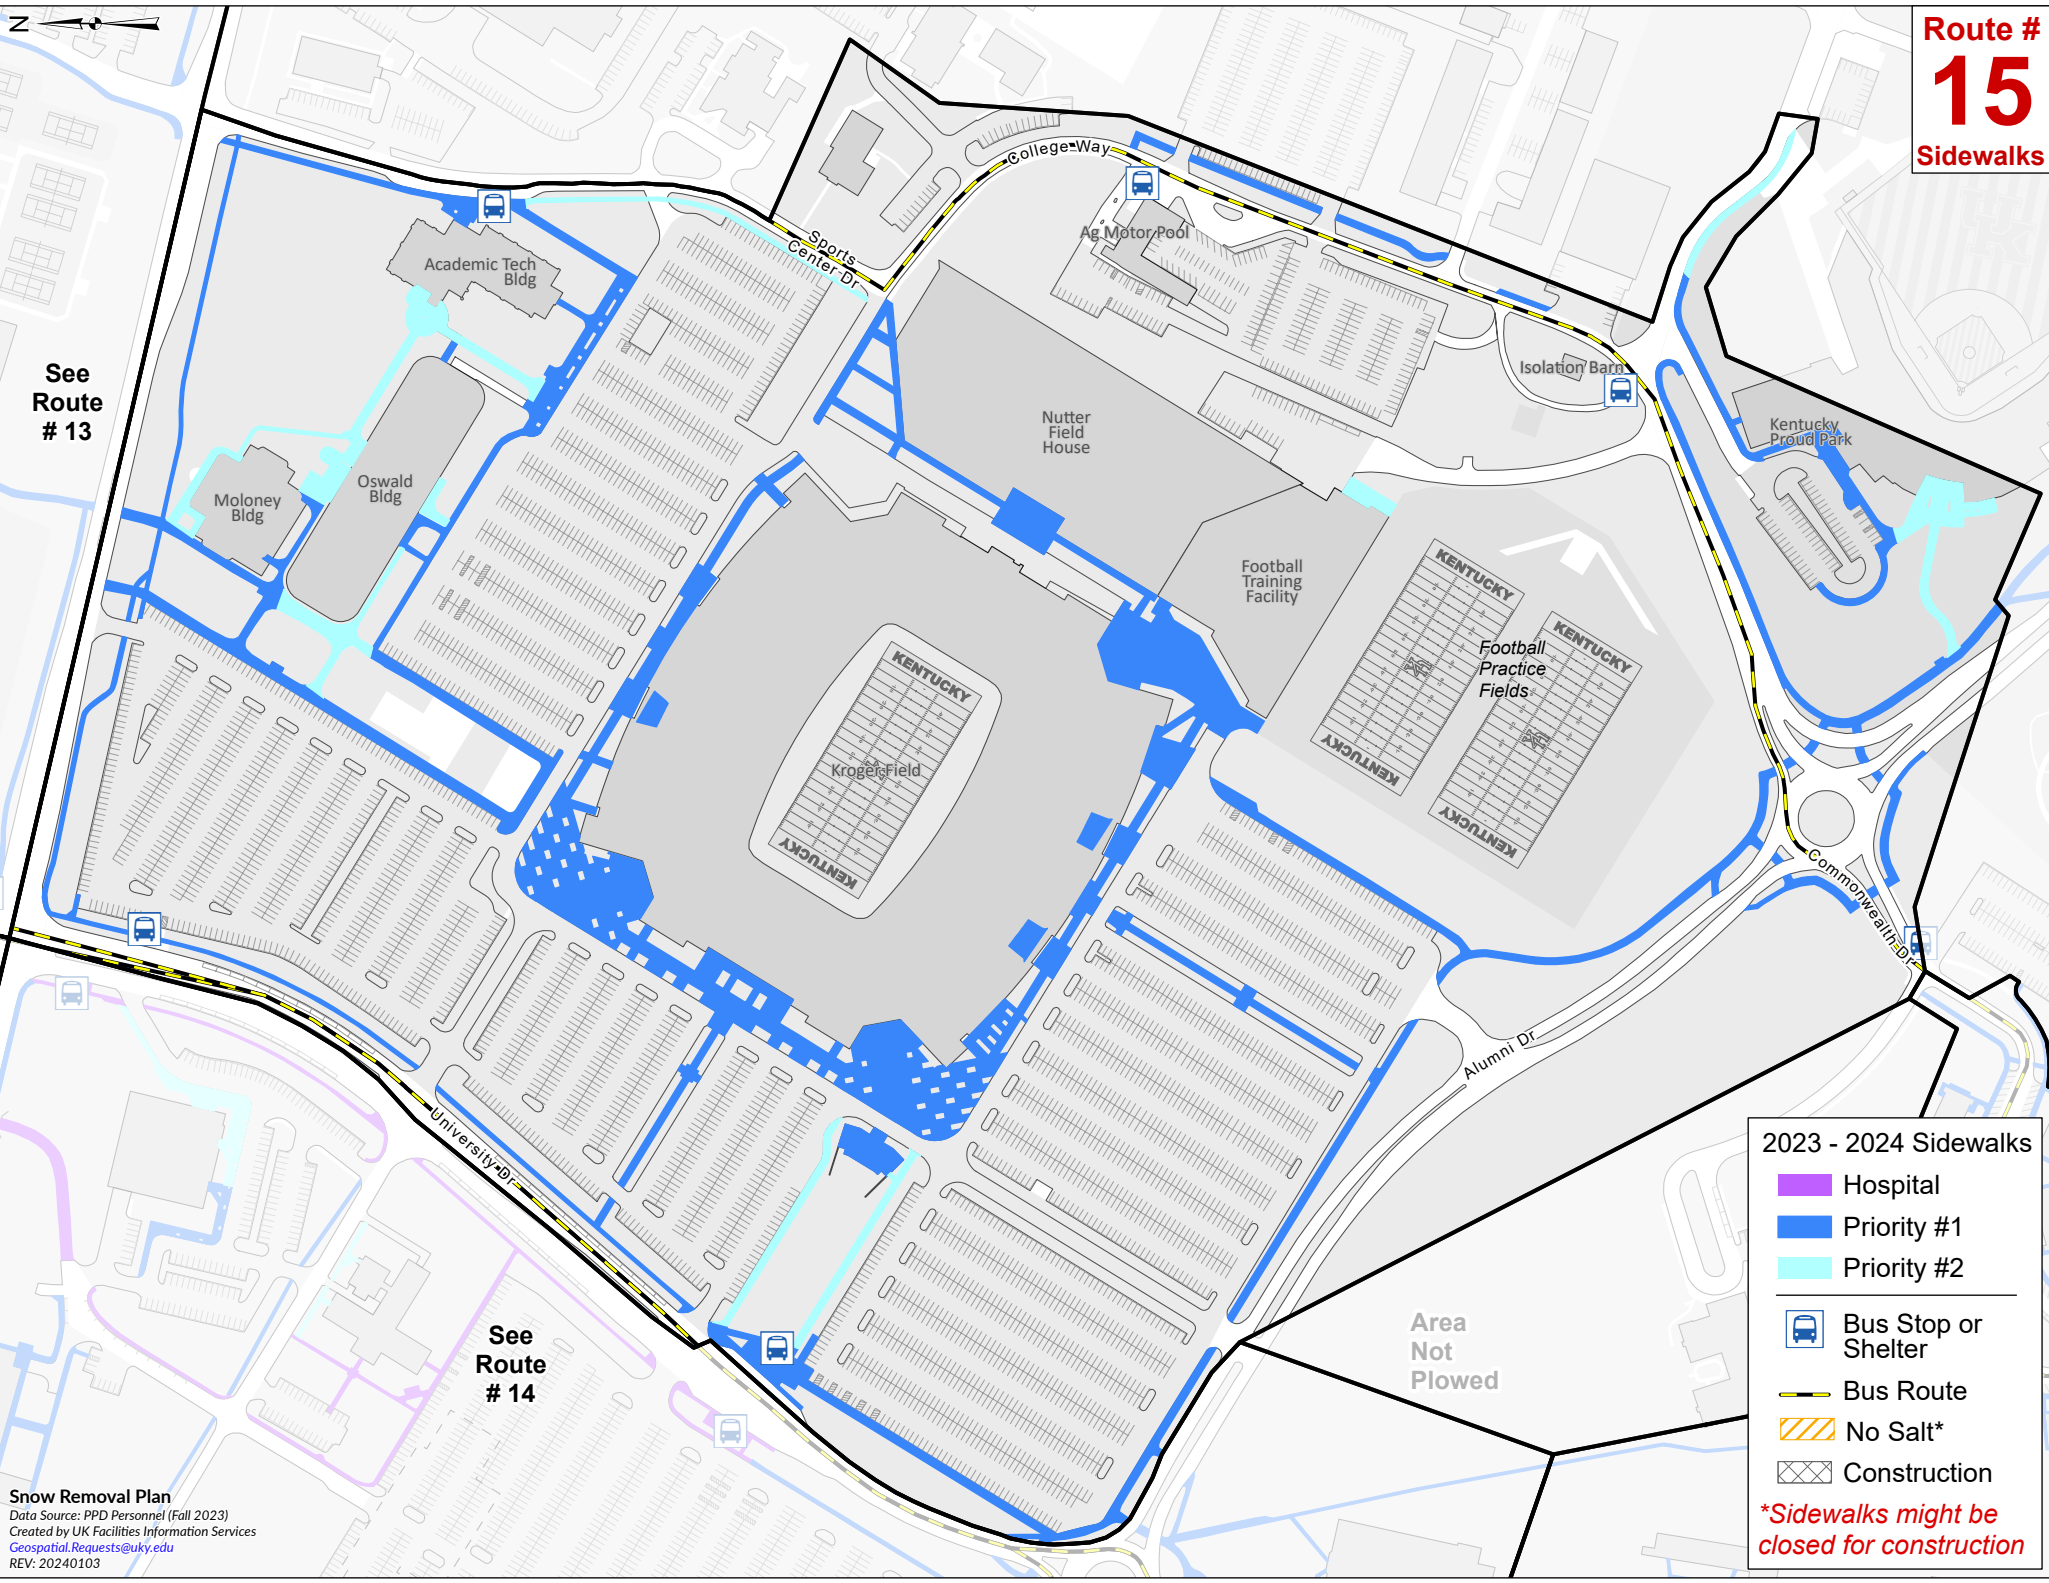 N
Route #
15
Sidewalks
College Way
Ag Motor Pool
Sports
Center Dr
Academic Tech
Bldg
See
Route
# 13
Isolation Barn
Nutter
Field
House
Kentucky
Proud Park
Oswald
Bldg
Moloney
Bldg
Football
Training
Facility
KENTUCKY
KENTUCKY
Football
Practice
Fields
KENTUCKY
KENTUCKY
KENTUCKY
Kroger Field
KENTUCKY
Commonwealth Dr
Alumni Dr
University Dr
See
Route
# 14
Area
Not
Plowed
2023 - 2024 Sidewalks
Hospital
Priority #1
Priority #2
Bus Stop or
Shelter
Bus Route
No Salt*
Construction
*Sidewalks might be
closed for construction
Snow Removal Plan
Data Source: PPD Personnel (Fall 2023)
Created by UK Facilities Information Services
Geospatial.Requests@uky.edu
REV: 20240103